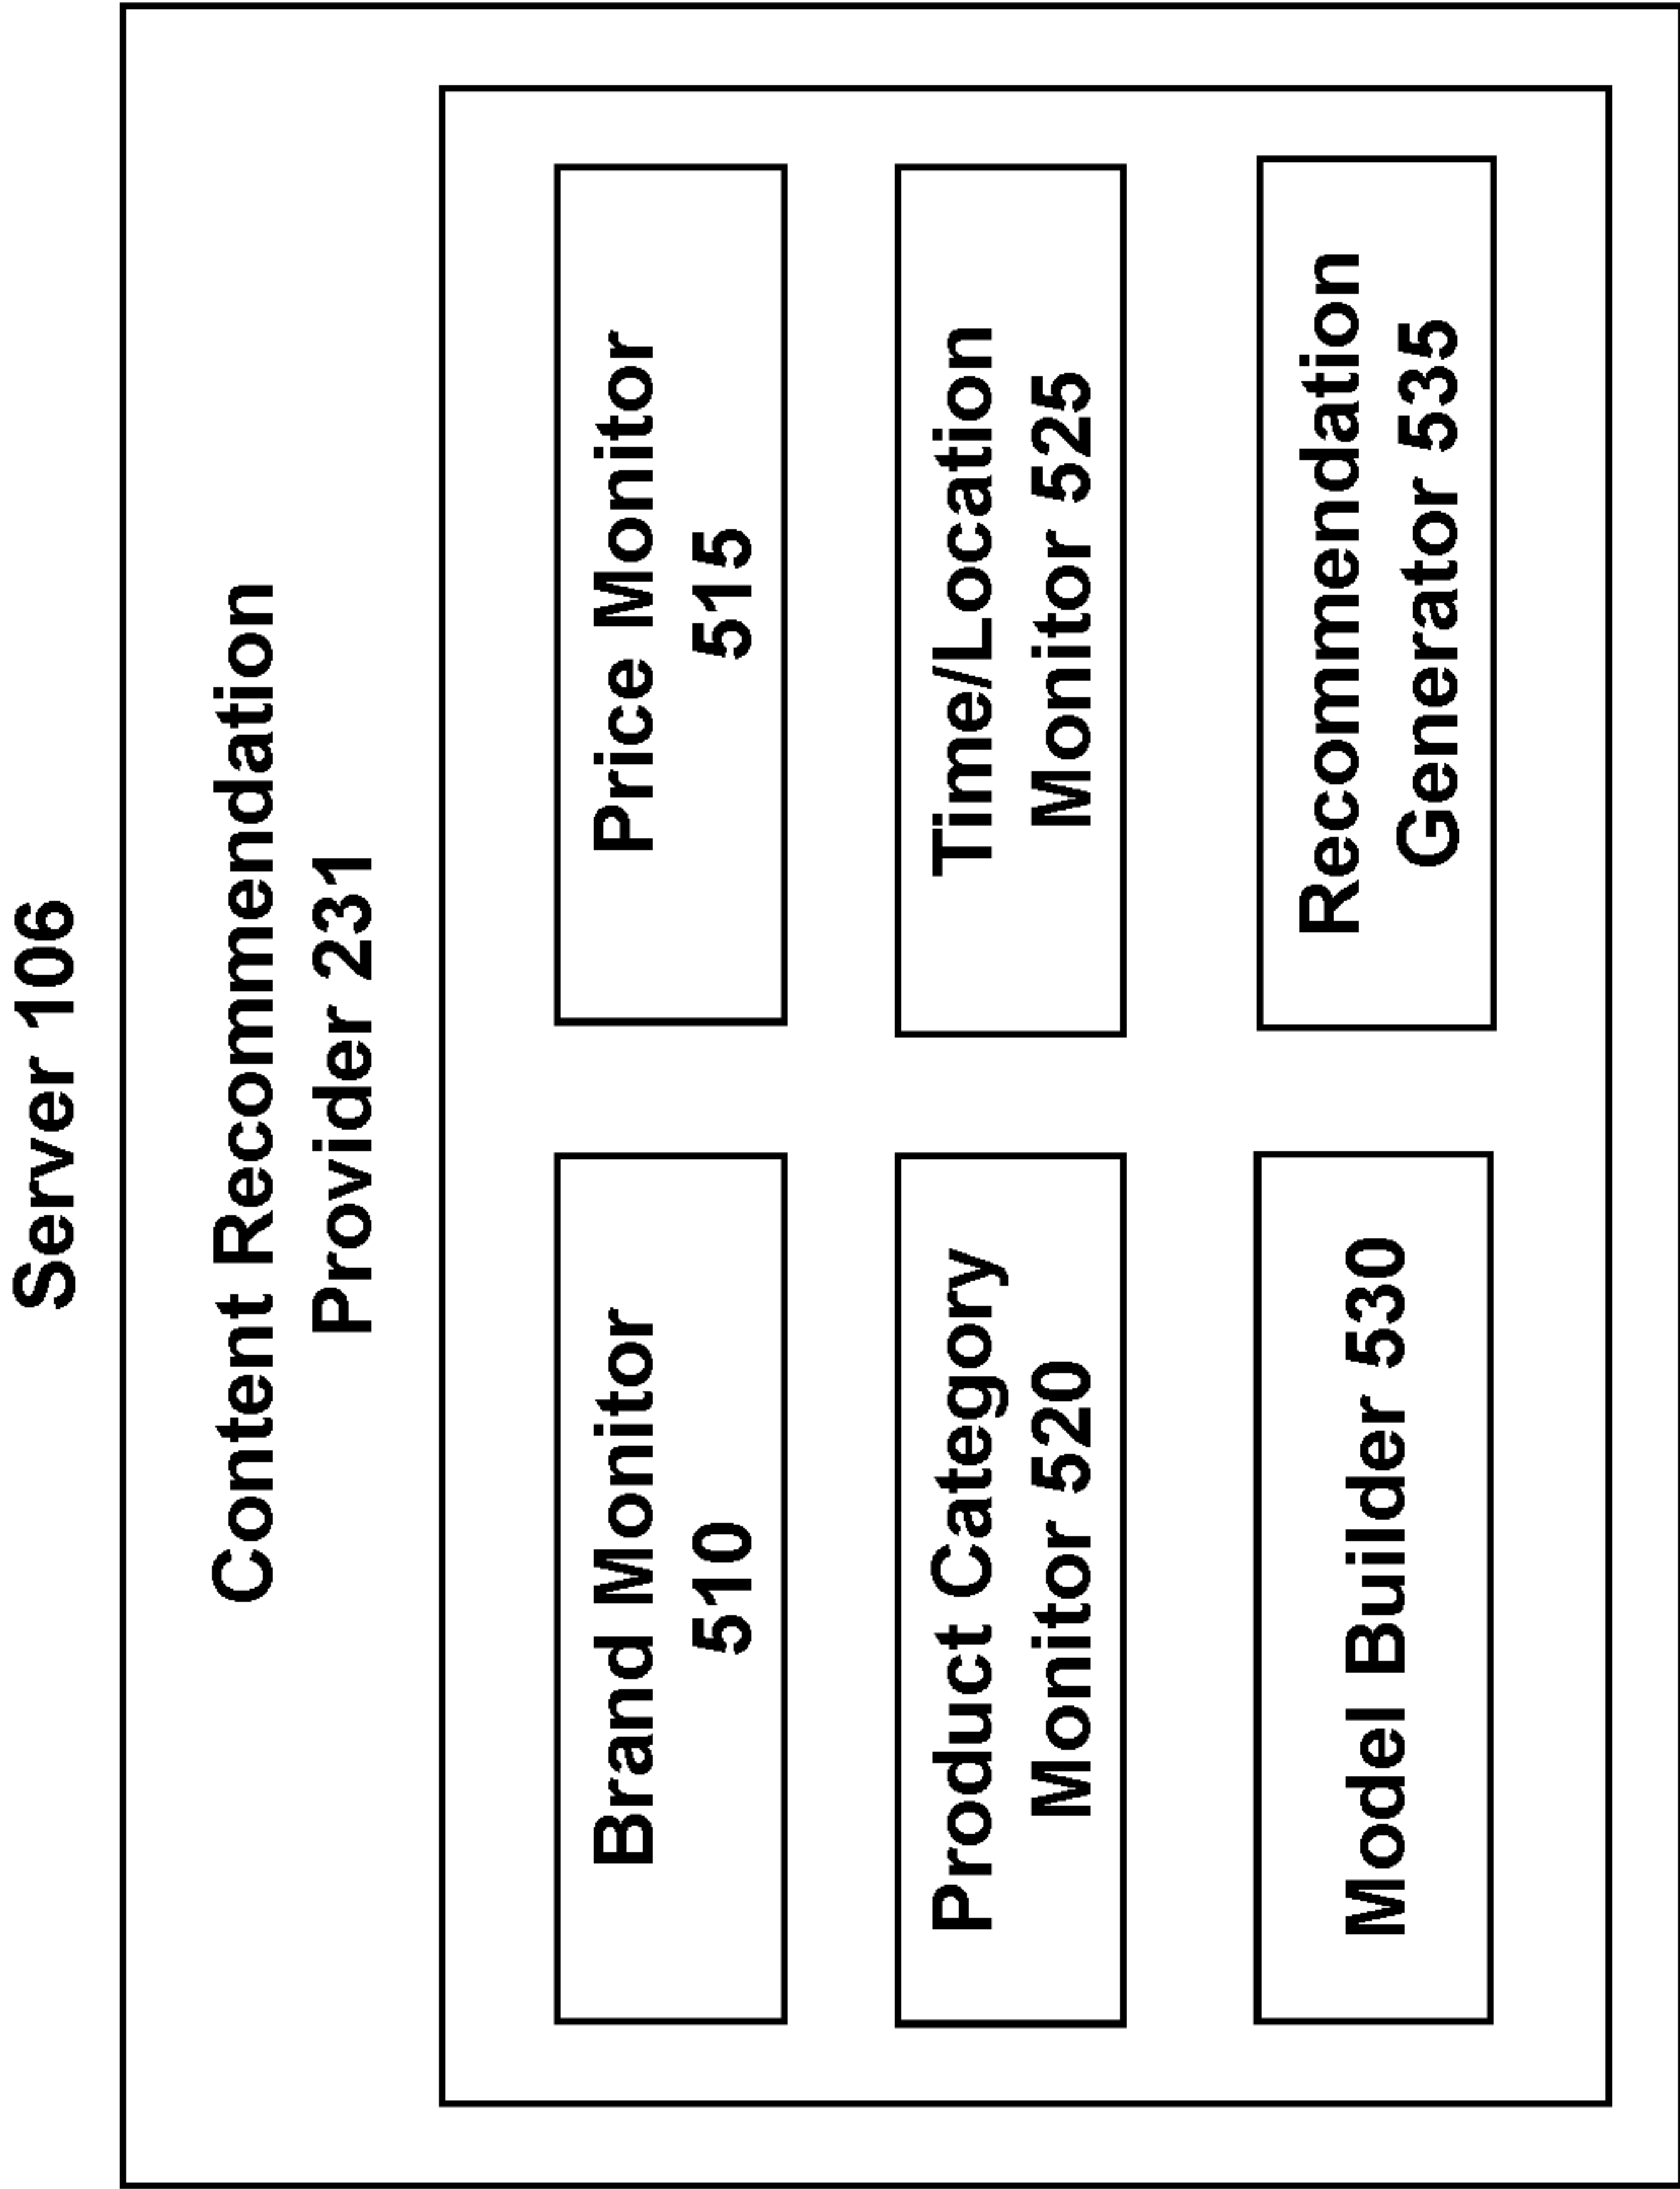 Server 106
Content Recommendation
Provider 231
Brand Monitor
510
Price Monitor
515
Product Category
Monitor 520
Time/Location
Monitor 525
Model Builder 530
Recommendation
Generator 535